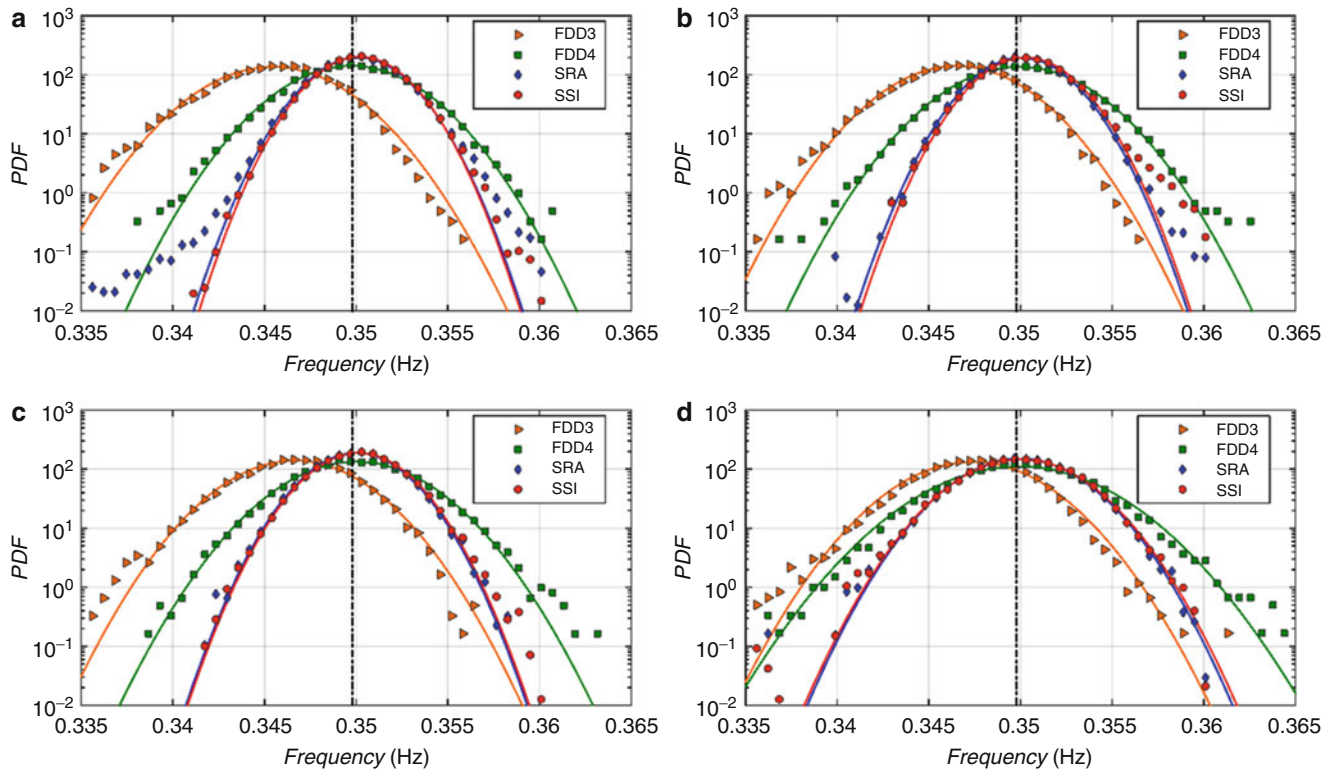 a
10^3
10^2
10^1
10^0
10^-1
10^-2
PDF
FDD3
FDD4
SRA
SSI
0.335 0.34 0.345 0.35 0.355 0.36 0.365
Frequency (Hz)
b
10^3
10^2
10^1
10^0
10^-1
10^-2
PDF
FDD3
FDD4
SRA
SSI
0.335 0.34 0.345 0.35 0.355 0.36 0.365
Frequency (Hz)
c
10^3
10^2
10^1
10^0
10^-1
10^-2
PDF
FDD3
FDD4
SRA
SSI
0.335 0.34 0.345 0.35 0.355 0.36 0.365
Frequency (Hz)
d
10^3
10^2
10^1
10^0
10^-1
10^-2
PDF
FDD3
FDD4
SRA
SSI
0.335 0.34 0.345 0.35 0.355 0.36 0.365
Frequency (Hz)